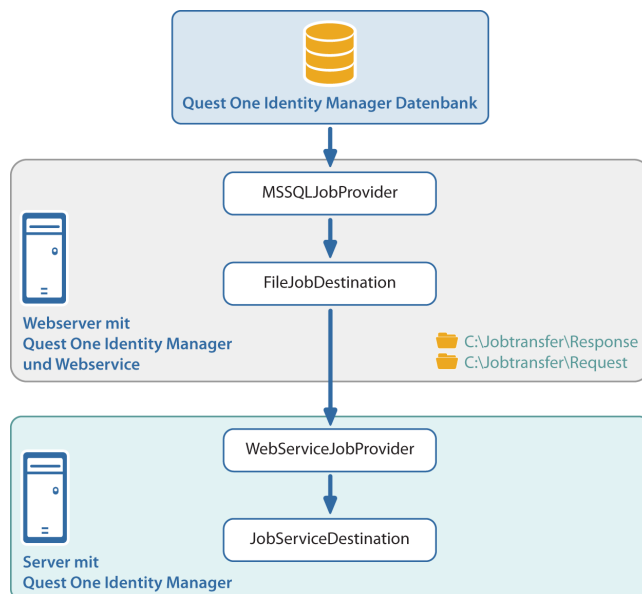 Quest One Identity Manager Datenbank
MSSQLJobProvider
FileJobDestination
Webserver mit
Quest One Identity Manager
und Webservice
C:\Jobtransfer\Response
C:\Jobtransfer\Request
WebServiceJobProvider
JobServiceDestination
Server mit
Quest One Identity Manager